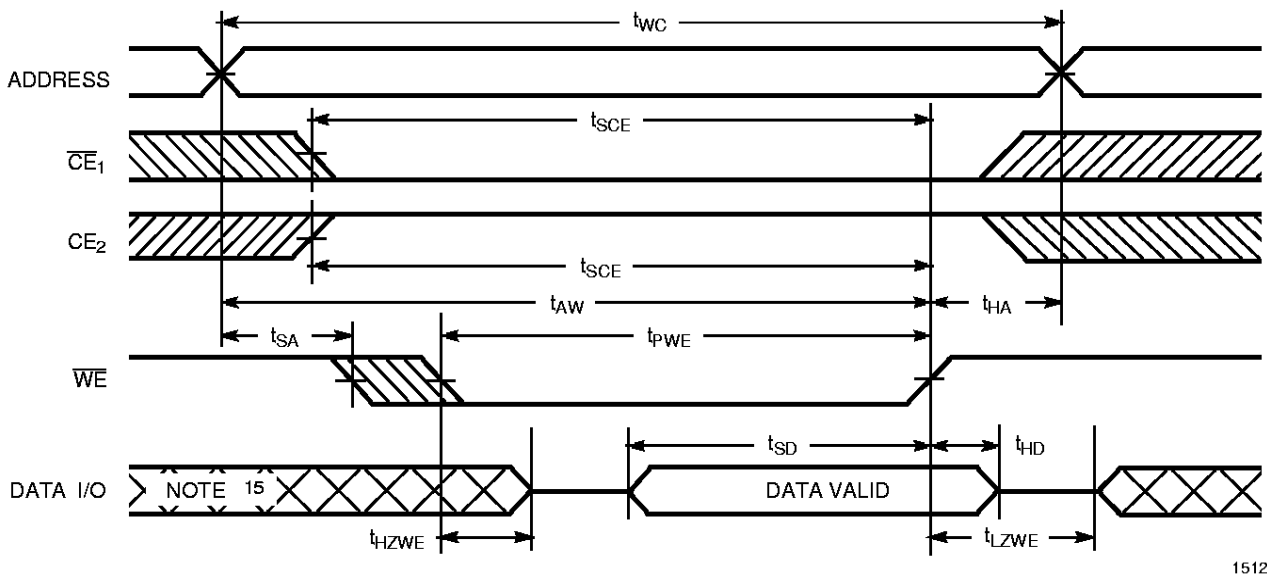 tWC
ADDRESS
tSCE
CE1
CE2
tSCE
tAW
tHA
tSA
tPWE
WE
tSD
tHD
DATA I/O
NOTE 15
DATA VALID
tHZWE
tLZWE
1512